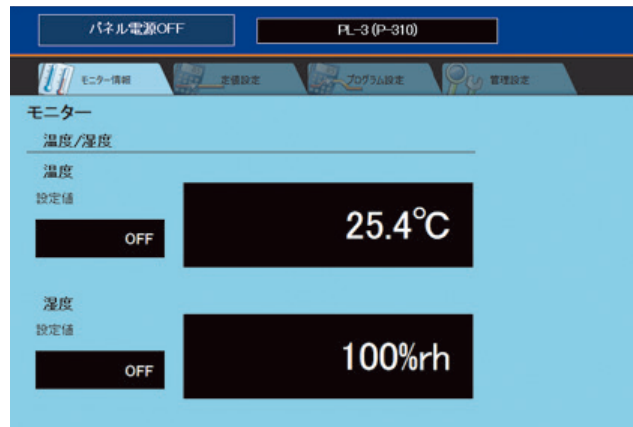 パネル電源OFF
PL-3(P-310)
モニター情報
定値設定
プログラム設定
管理設定
モニター
温度/湿度
温度
設定値
OFF
25.4℃
湿度
設定値
OFF
100%rh